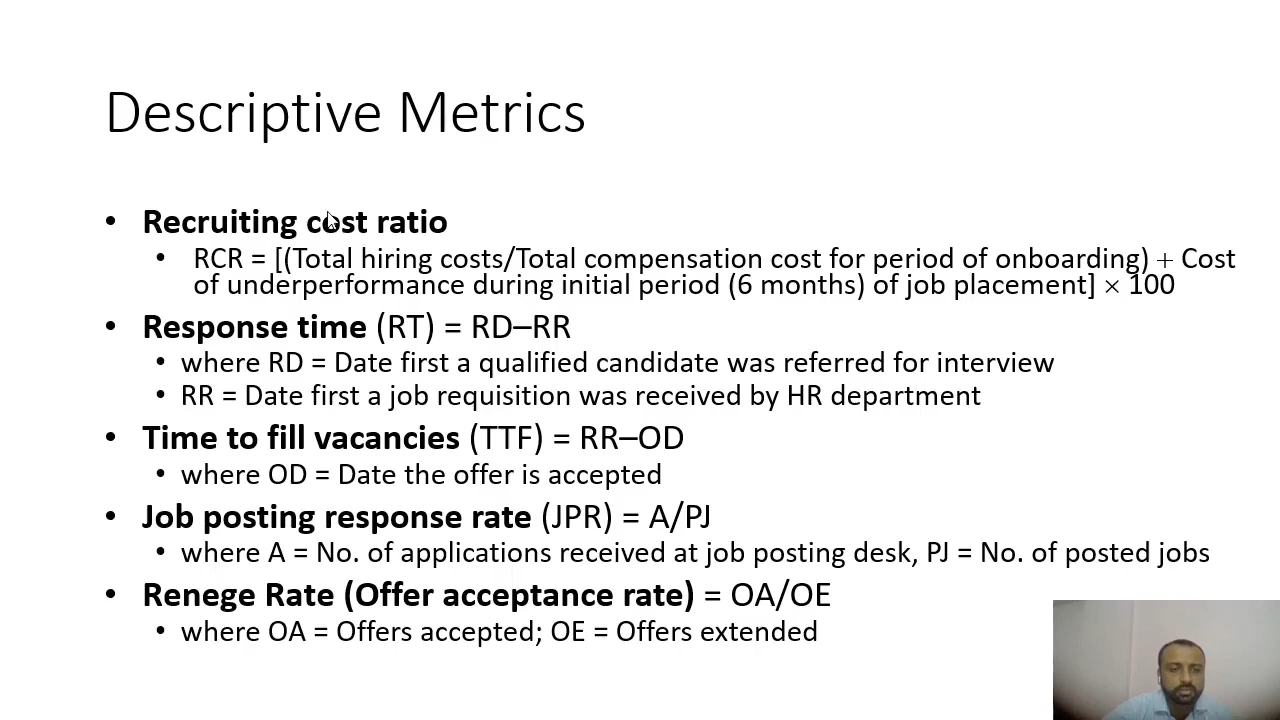 Descriptive Metrics
• Recruiting cost ratio
• RCR = [(Total hiring costs/Total compensation cost for period of onboarding) + Cost
of underperformance during initial period (6 months) of job placement] × 100
• Response time (RT) = RD–RR
• where RD = Date first a qualified candidate was referred for interview
• RR = Date first a job requisition was received by HR department
• Time to fill vacancies (TTF) = RR–OD
• where OD = Date the offer is accepted
• Job posting response rate (JPR) = A/PJ
• where A = No. of applications received at job posting desk, PJ = No. of posted jobs
• Renege Rate (Offer acceptance rate) = OA/OE
• where OA = Offers accepted; OE = Offers extended